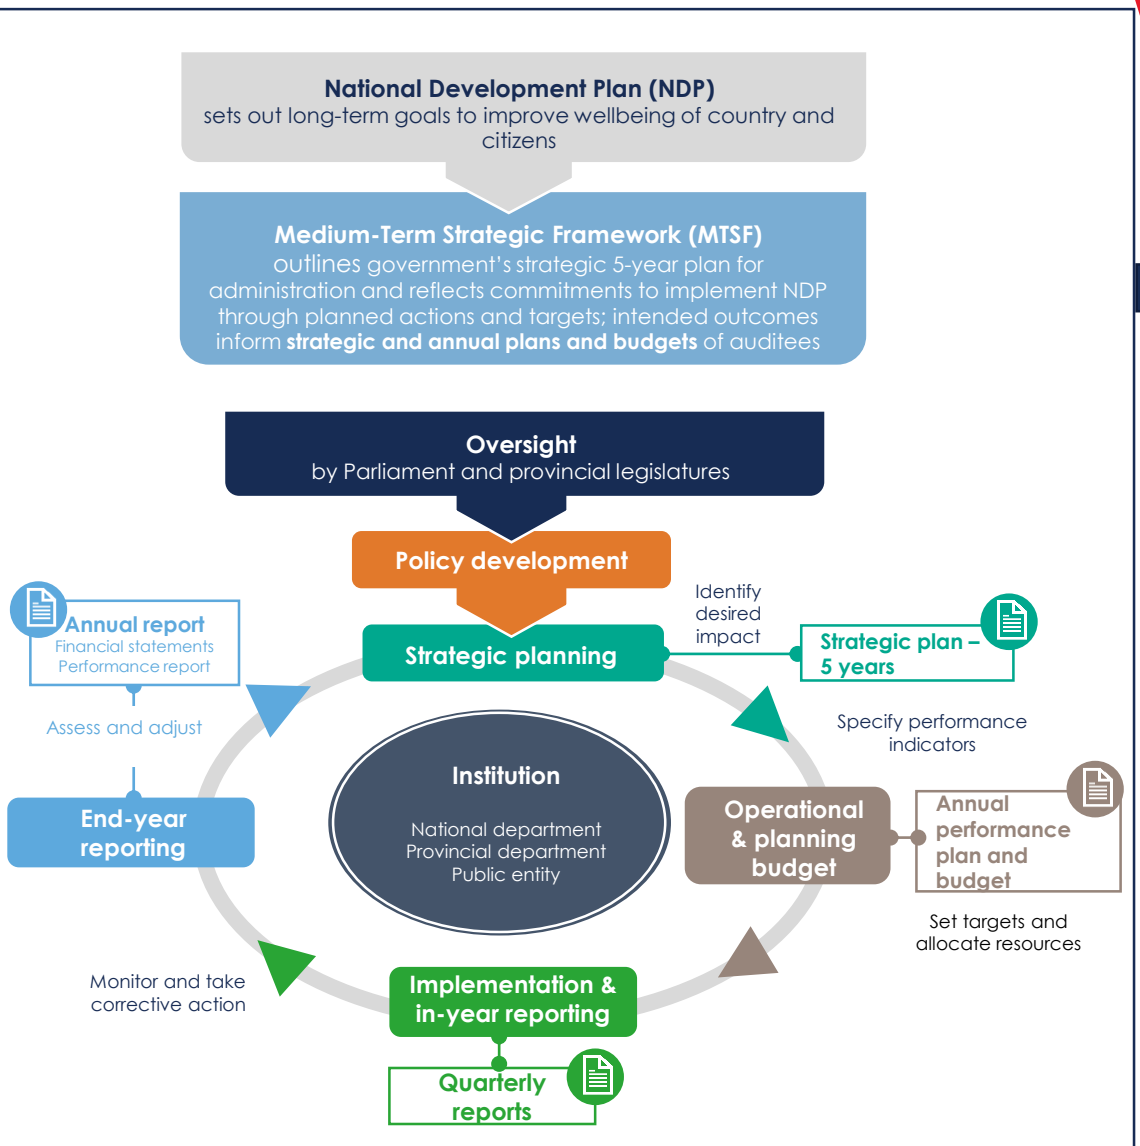 National Development Plan (NDP)
sets out long-term goals to improve wellbeing of country and
citizens
Medium-Term Strategic Framework (MTSF)
outlines government's strategic 5-year plan for
administration and reflects commitments to implement NDP
through planned actions and targets; intended outcomes
inform strategic and annual plans and budgets of auditees
Oversight
by Parliament and provincial legislatures
Policy development
Strategic planning
Identify
desired
impact
Strategic plan –
5 years
Specify performance
indicators
Operational
& planning
budget
Annual
performance
plan and
budget
Set targets and
allocate resources
Implementation &
in-year reporting
Quarterly
reports
Monitor and take
corrective action
End-year
reporting
Assess and adjust
Annual report
Financial statements
Performance report
Institution
National department
Provincial department
Public entity